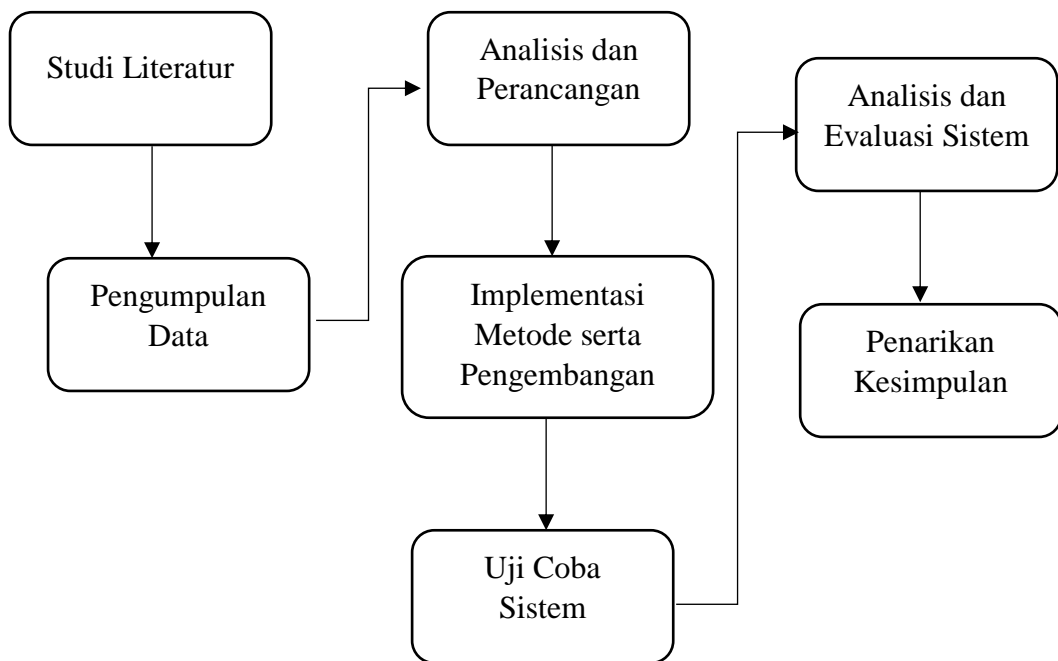 Studi Literatur
Pengumpulan
Data
Analisis dan
Perancangan
Implementasi
Metode serta
Pengembangan
Uji Coba
Sistem
Analisis dan
Evaluasi Sistem
Penarikan
Kesimpulan